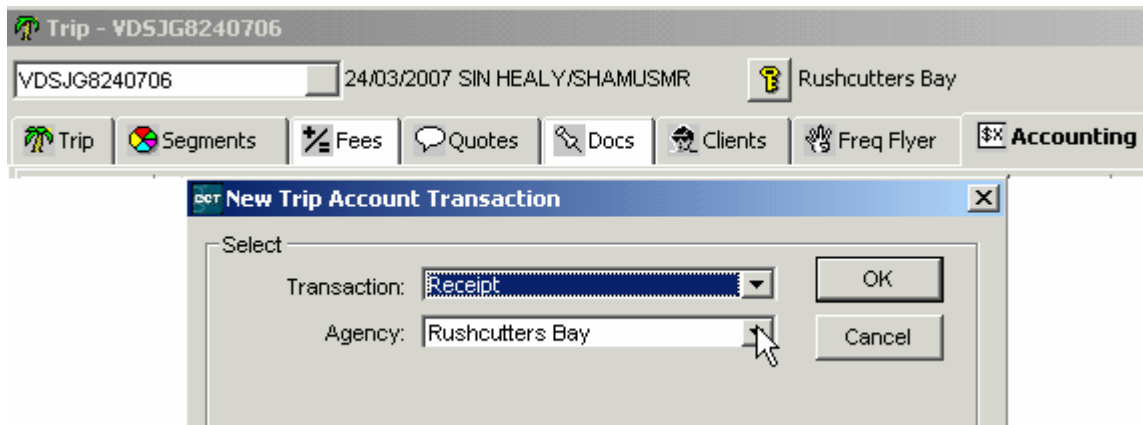 Trip - VDSJG8240706
VDSJG8240706 24/03/2007 SIN HEALY/SHAMUSMR Rushcutters Bay
Trip Segments Fees Quotes Docs Clients Freq Flyer Accounting
New Trip Account Transaction
Select
Transaction: Receipt OK
Agency: Rushcutters Bay Cancel